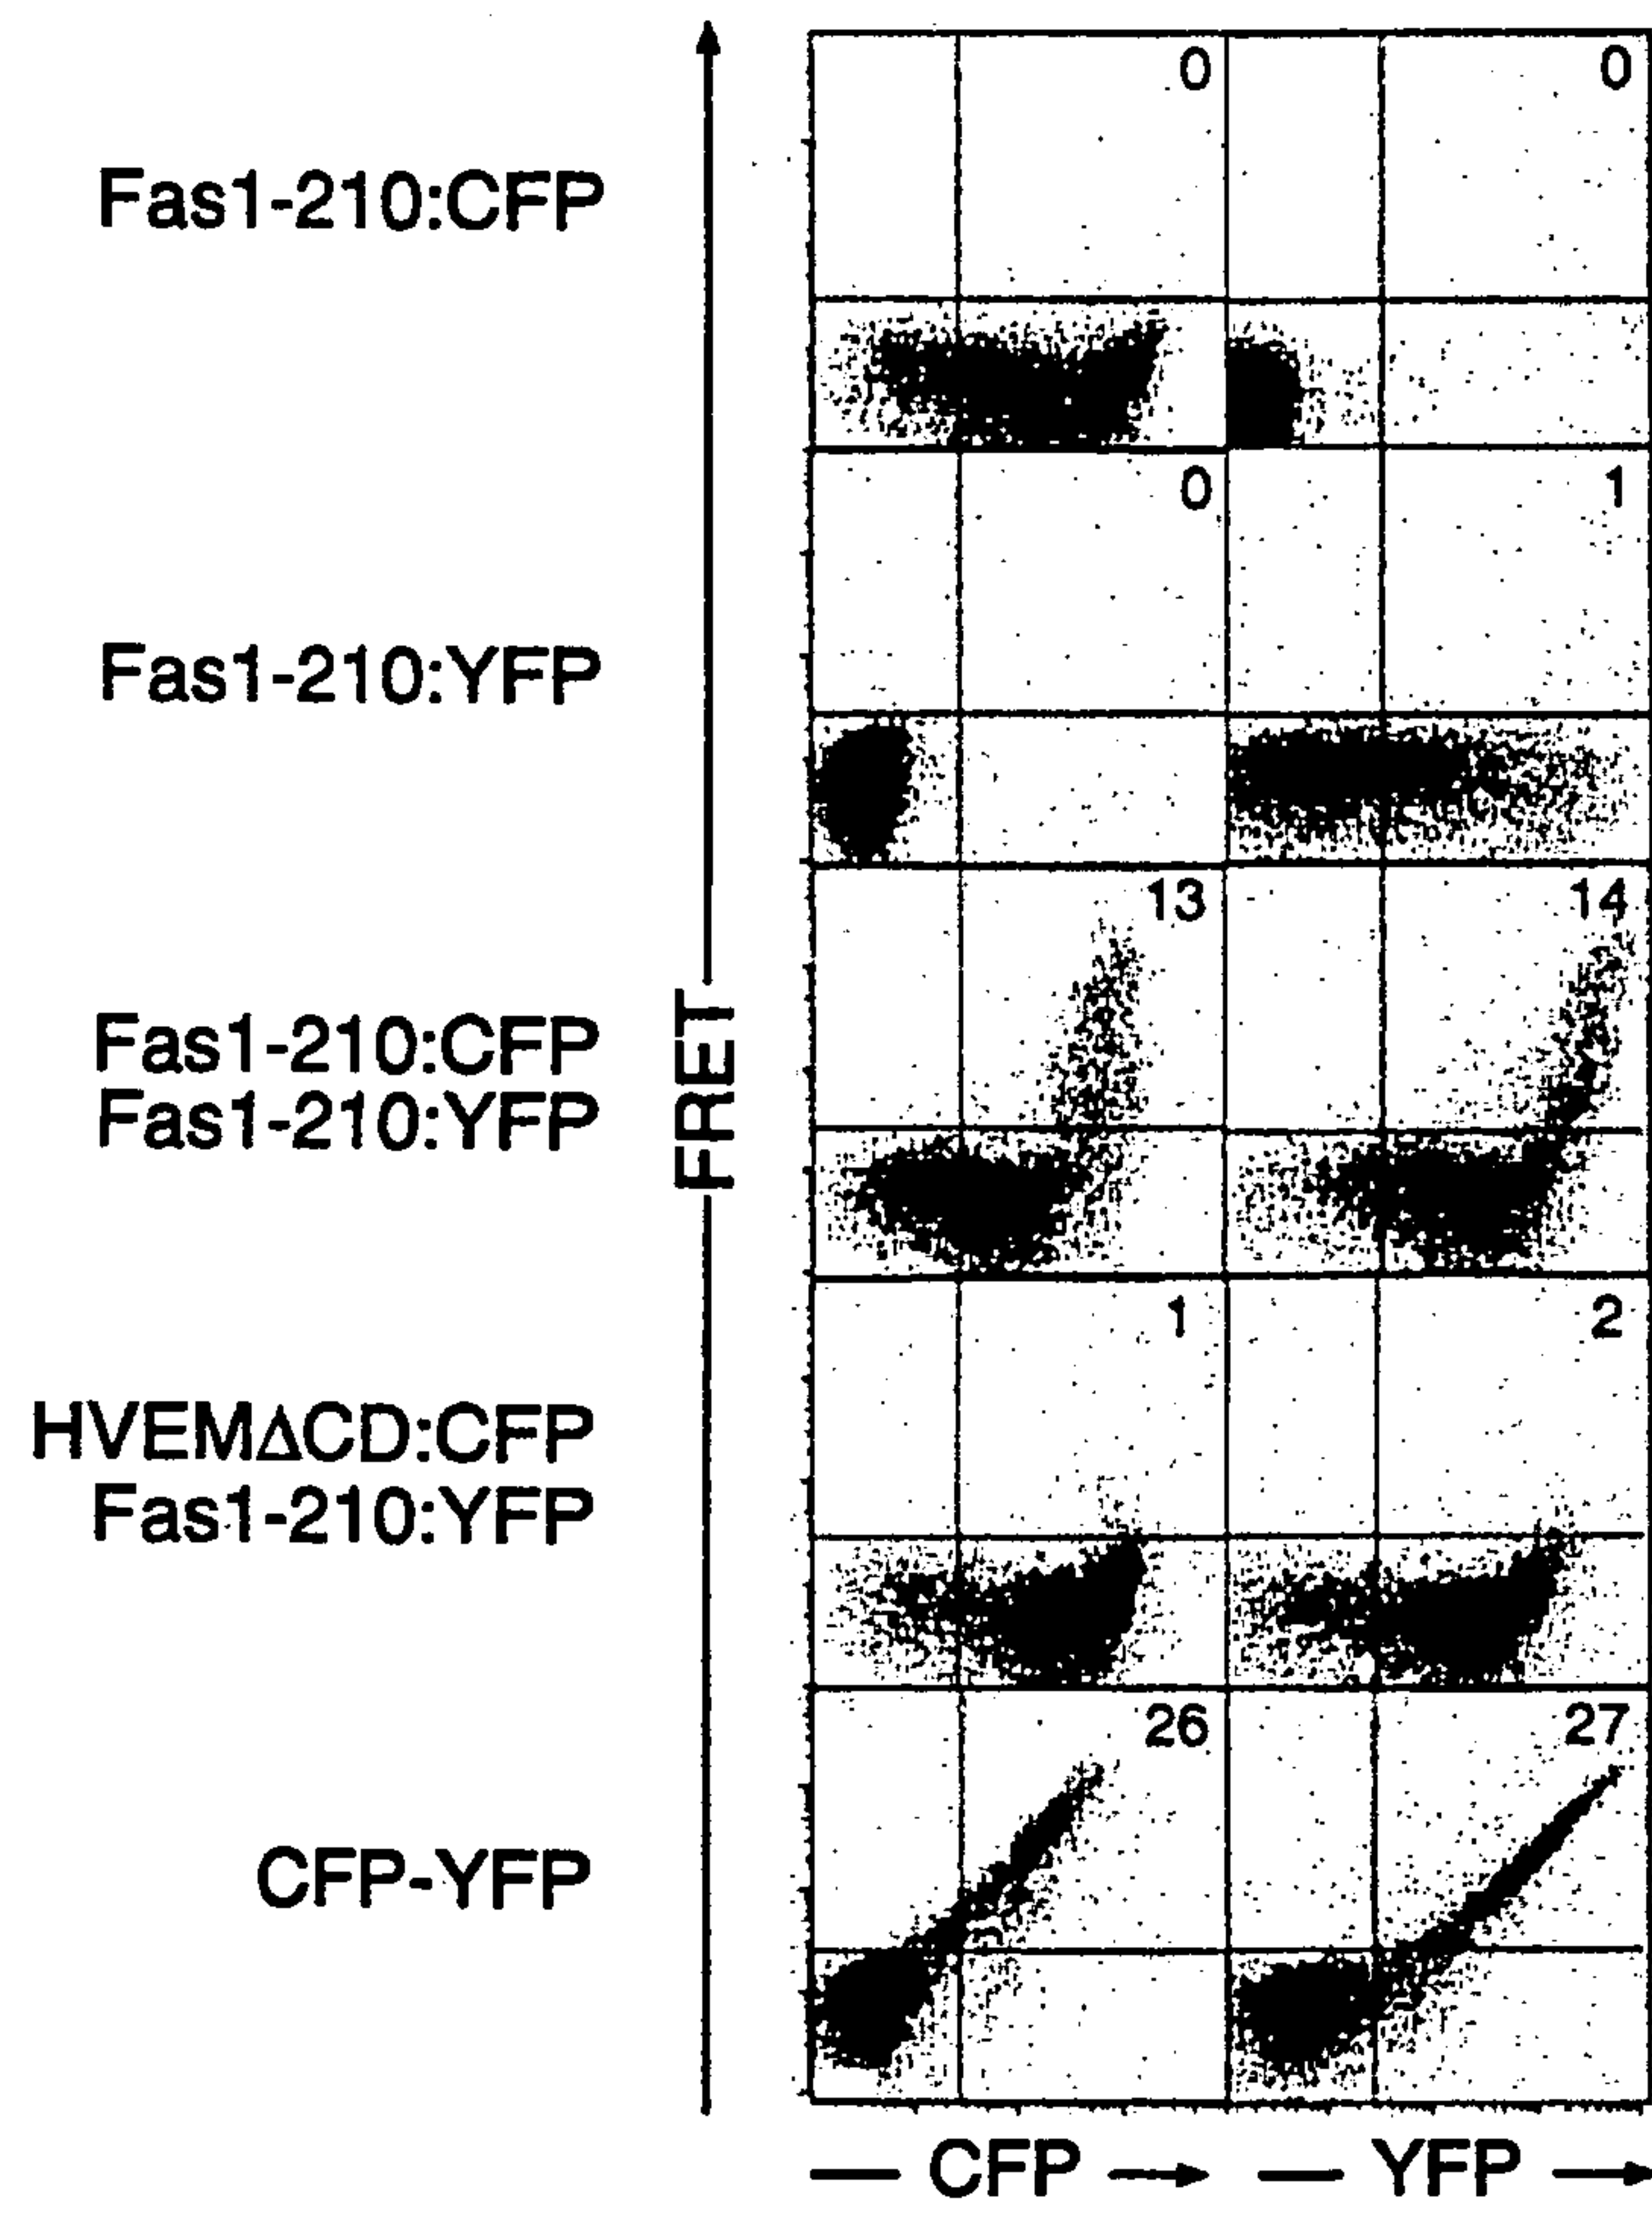 0 0
Fas1-210:CFP
0 1
Fas1-210:YFP
13 14
Fas1-210:CFP
Fas1-210:YFP
FRET
1 2
HVEMΔCD:CFP
Fas1-210:YFP
26 27
CFP-YFP
CFP YFP